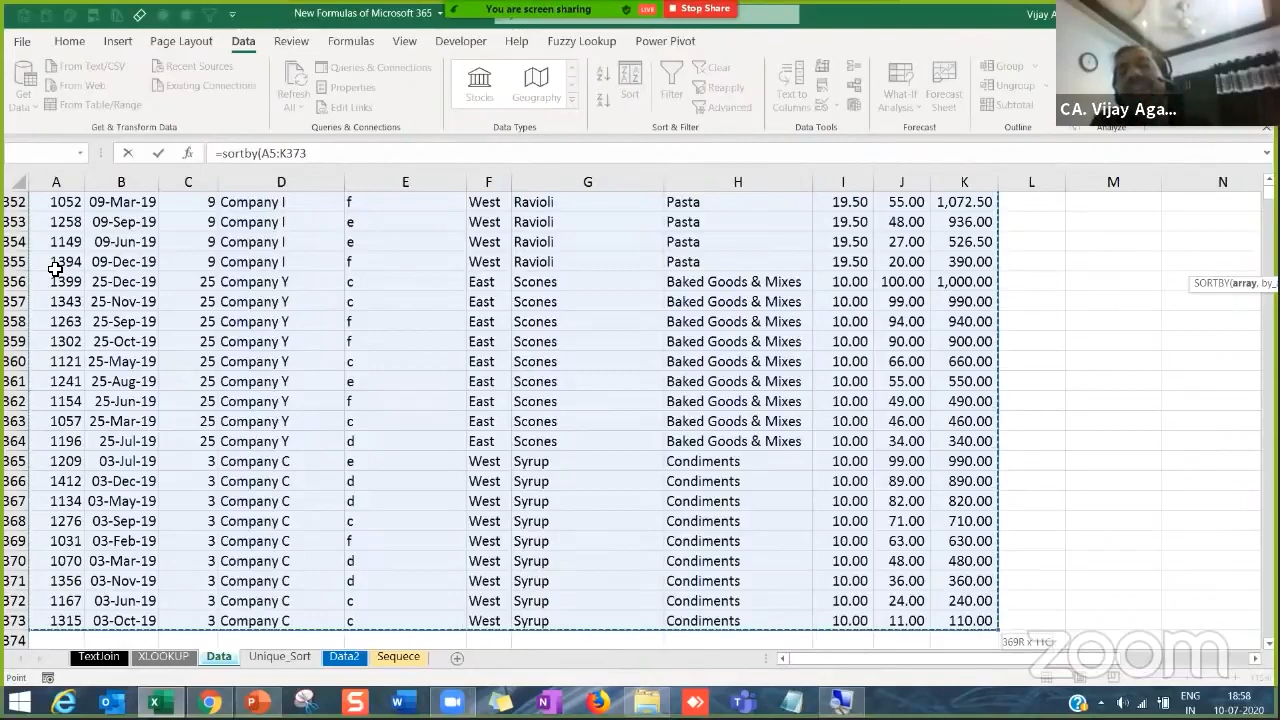 New Formulas of Microsoft 365
You are screen sharing
LIVE
Stop Share
Vijay A
File Home Insert Page Layout Data Review Formulas View Developer Help Fuzzy Lookup Power Pivot
Get Data
From Text/CSV
From Web
From Table/Range
Recent Sources
Existing Connections
Get & Transform Data
Refresh All
Queries & Connections
Properties
Edit Links
Queries & Connections
Stocks
Geography
Data Types
Sort
Filter
Clear
Reapply
Advanced
Sort & Filter
Text to Columns
Data Tools
What-If Analysis
Forecast Sheet
Forecast
Group
Ungroup
Subtotal
Outline
CA. Vijay Aga...
=sortby(A5:K373
A B C D E F G H I J K L M N
352 1052 09-Mar-19 9 Company I f West Ravioli Pasta 19.50 55.00 1,072.50
353 1258 09-Sep-19 9 Company I e West Ravioli Pasta 19.50 48.00 936.00
354 1149 09-Jun-19 9 Company I e West Ravioli Pasta 19.50 27.00 526.50
355 1394 09-Dec-19 9 Company I f West Ravioli Pasta 19.50 20.00 390.00
356 1399 25-Dec-19 25 Company Y c East Scones Baked Goods & Mixes 10.00 100.00 1,000.00
357 1343 25-Nov-19 25 Company Y c East Scones Baked Goods & Mixes 10.00 99.00 990.00
358 1263 25-Sep-19 25 Company Y f East Scones Baked Goods & Mixes 10.00 94.00 940.00
359 1302 25-Oct-19 25 Company Y f East Scones Baked Goods & Mixes 10.00 90.00 900.00
360 1121 25-May-19 25 Company Y c East Scones Baked Goods & Mixes 10.00 66.00 660.00
361 1241 25-Aug-19 25 Company Y e East Scones Baked Goods & Mixes 10.00 55.00 550.00
362 1154 25-Jun-19 25 Company Y f East Scones Baked Goods & Mixes 10.00 49.00 490.00
363 1057 25-Mar-19 25 Company Y c East Scones Baked Goods & Mixes 10.00 46.00 460.00
364 1196 25-Jul-19 25 Company Y d East Scones Baked Goods & Mixes 10.00 34.00 340.00
365 1209 03-Jul-19 3 Company C e West Syrup Condiments 10.00 99.00 990.00
366 1412 03-Dec-19 3 Company C d West Syrup Condiments 10.00 89.00 890.00
367 1134 03-May-19 3 Company C d West Syrup Condiments 10.00 82.00 820.00
368 1276 03-Sep-19 3 Company C c West Syrup Condiments 10.00 71.00 710.00
369 1031 03-Feb-19 3 Company C f West Syrup Condiments 10.00 63.00 630.00
370 1070 03-Mar-19 3 Company C d West Syrup Condiments 10.00 48.00 480.00
371 1356 03-Nov-19 3 Company C d West Syrup Condiments 10.00 36.00 360.00
372 1167 03-Jun-19 3 Company C c West Syrup Condiments 10.00 24.00 240.00
373 1315 03-Oct-19 3 Company C c West Syrup Condiments 10.00 11.00 110.00
374
SORTBY(array, by_
369R x 11C
zoom
TextJoin XLOOKUP Data Unique_Sort Data2 Sequece
Point
ENG
IN
18:58
10-07-2020